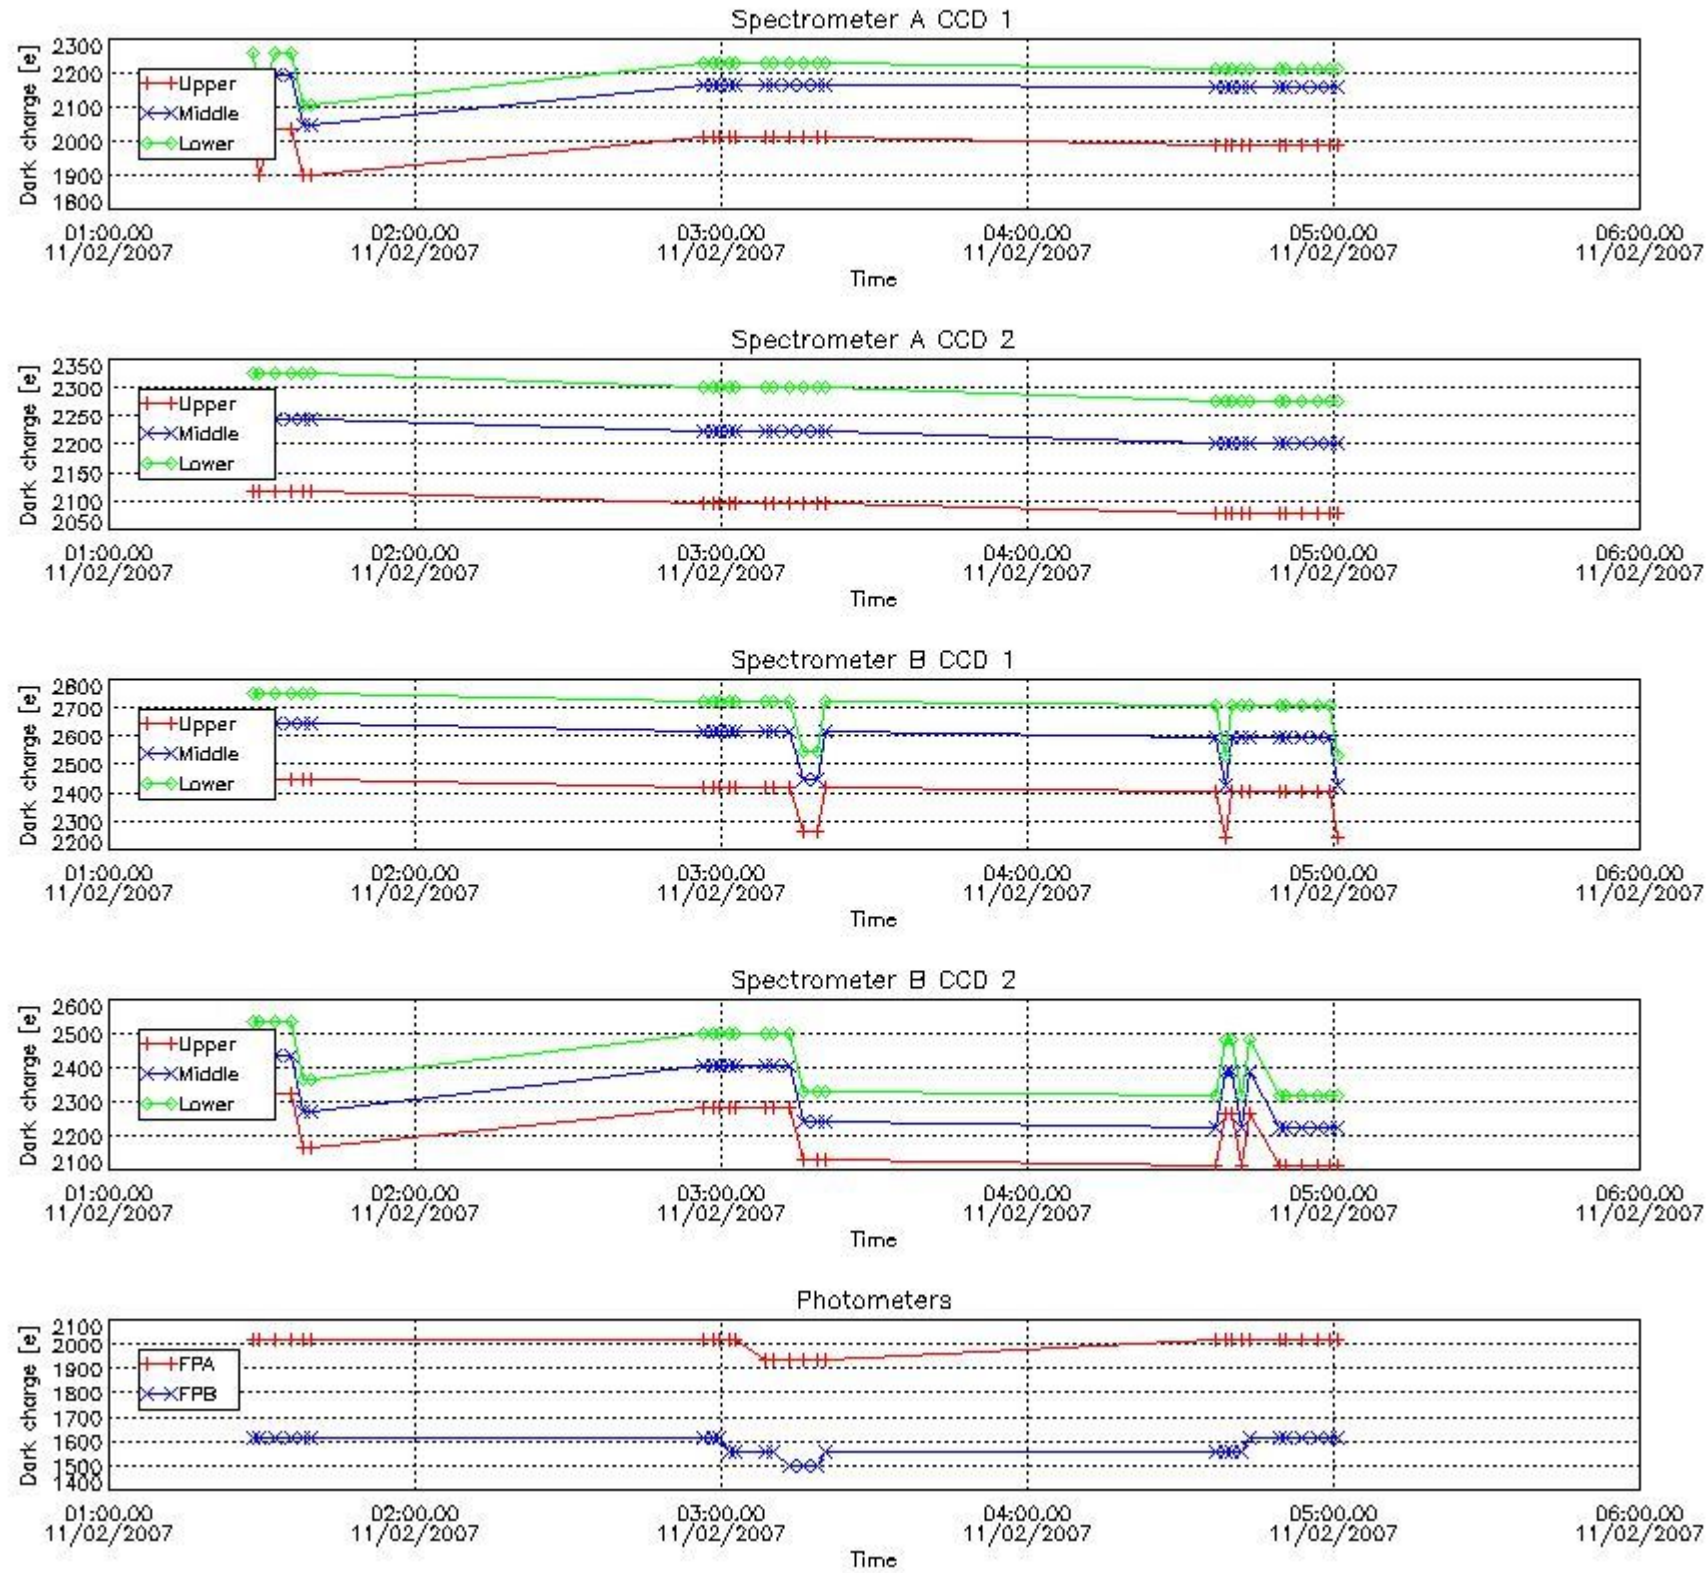 Spectrometer A CCD 1
Dark charge [e]
2300
2200
2100
2000
1900
1800
Upper
Middle
Lower
01:00.00 02:00.00 03:00.00 04:00.00 05:00.00 06:00.00
11/02/2007 11/02/2007 11/02/2007 11/02/2007 11/02/2007 11/02/2007
Time
Spectrometer A CCD 2
Dark charge [e]
2350
2300
2250
2200
2150
2100
2050
Upper
Middle
Lower
01:00.00 02:00.00 03:00.00 04:00.00 05:00.00 06:00.00
11/02/2007 11/02/2007 11/02/2007 11/02/2007 11/02/2007 11/02/2007
Time
Spectrometer B CCD 1
Dark charge [e]
2800
2700
2600
2500
2400
2300
2200
Upper
Middle
Lower
01:00.00 02:00.00 03:00.00 04:00.00 05:00.00 06:00.00
11/02/2007 11/02/2007 11/02/2007 11/02/2007 11/02/2007 11/02/2007
Time
Spectrometer B CCD 2
Dark charge [e]
2600
2500
2400
2300
2200
2100
Upper
Middle
Lower
01:00.00 02:00.00 03:00.00 04:00.00 05:00.00 06:00.00
11/02/2007 11/02/2007 11/02/2007 11/02/2007 11/02/2007 11/02/2007
Time
Photometers
Dark charge [e]
2100
2000
1900
1800
1700
1600
1500
1400
FPA
FPB
01:00.00 02:00.00 03:00.00 04:00.00 05:00.00 06:00.00
11/02/2007 11/02/2007 11/02/2007 11/02/2007 11/02/2007 11/02/2007
Time